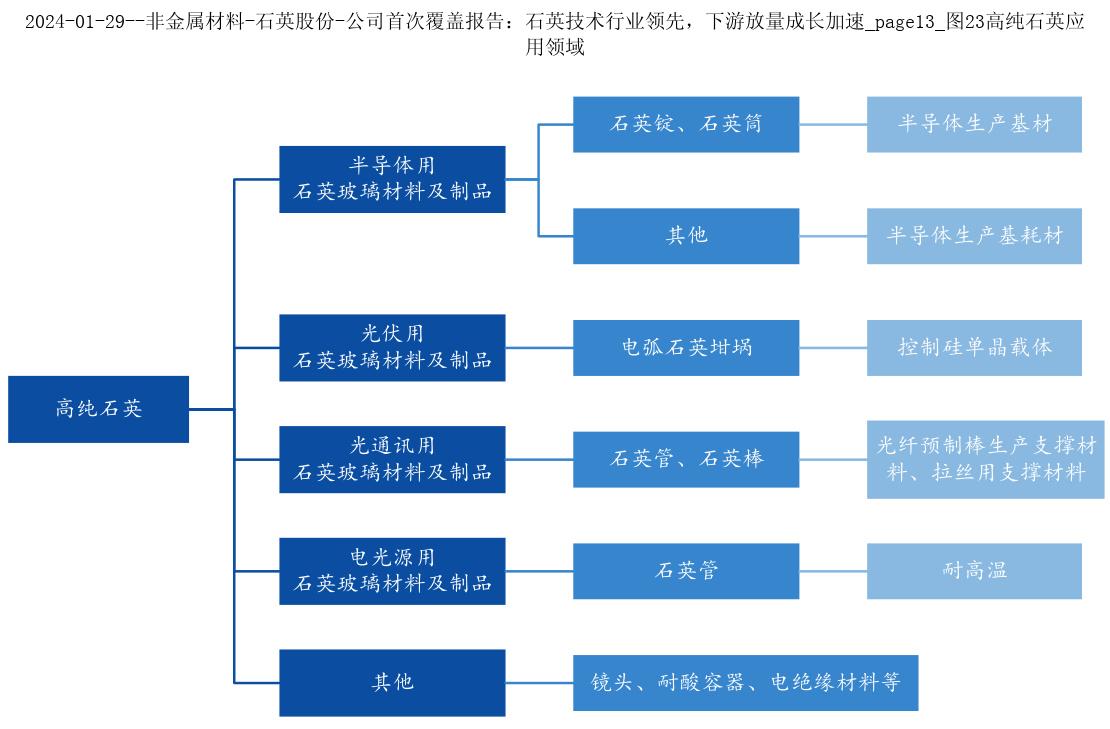 2024-01-29--非金属材料-石英股份-公司首次覆盖报告：石英技术行业领先，下游放量成长加速_page13_图23高纯石英应
用领域
石英锭、石英筒
半导体生产基材
半导体用
石英玻璃材料及制品
其他
半导体生产基耗材
光伏用
石英玻璃材料及制品
电弧石英坩埚
控制硅单晶载体
高纯石英
光通讯用
石英玻璃材料及制品
石英管、石英棒
光纤预制棒生产支撑材
料、拉丝用支撑材料
电光源用
石英玻璃材料及制品
石英管
耐高温
其他
镜头、耐酸容器、电绝缘材料等